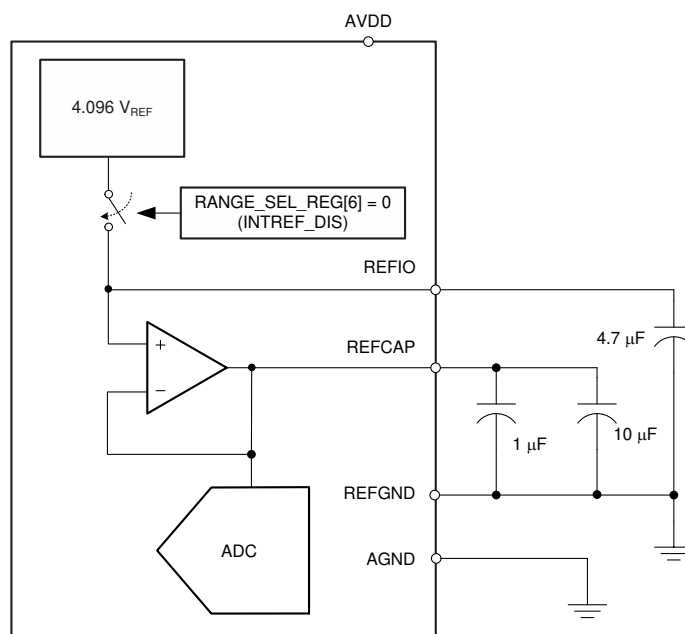 AVDD
4.096 VREF
RANGE_SEL_REG[6] = 0
(INTREF_DIS)
REFIO
4.7 μF
+
REFCAP
−
1 μF
10 μF
REFGND
ADC
AGND